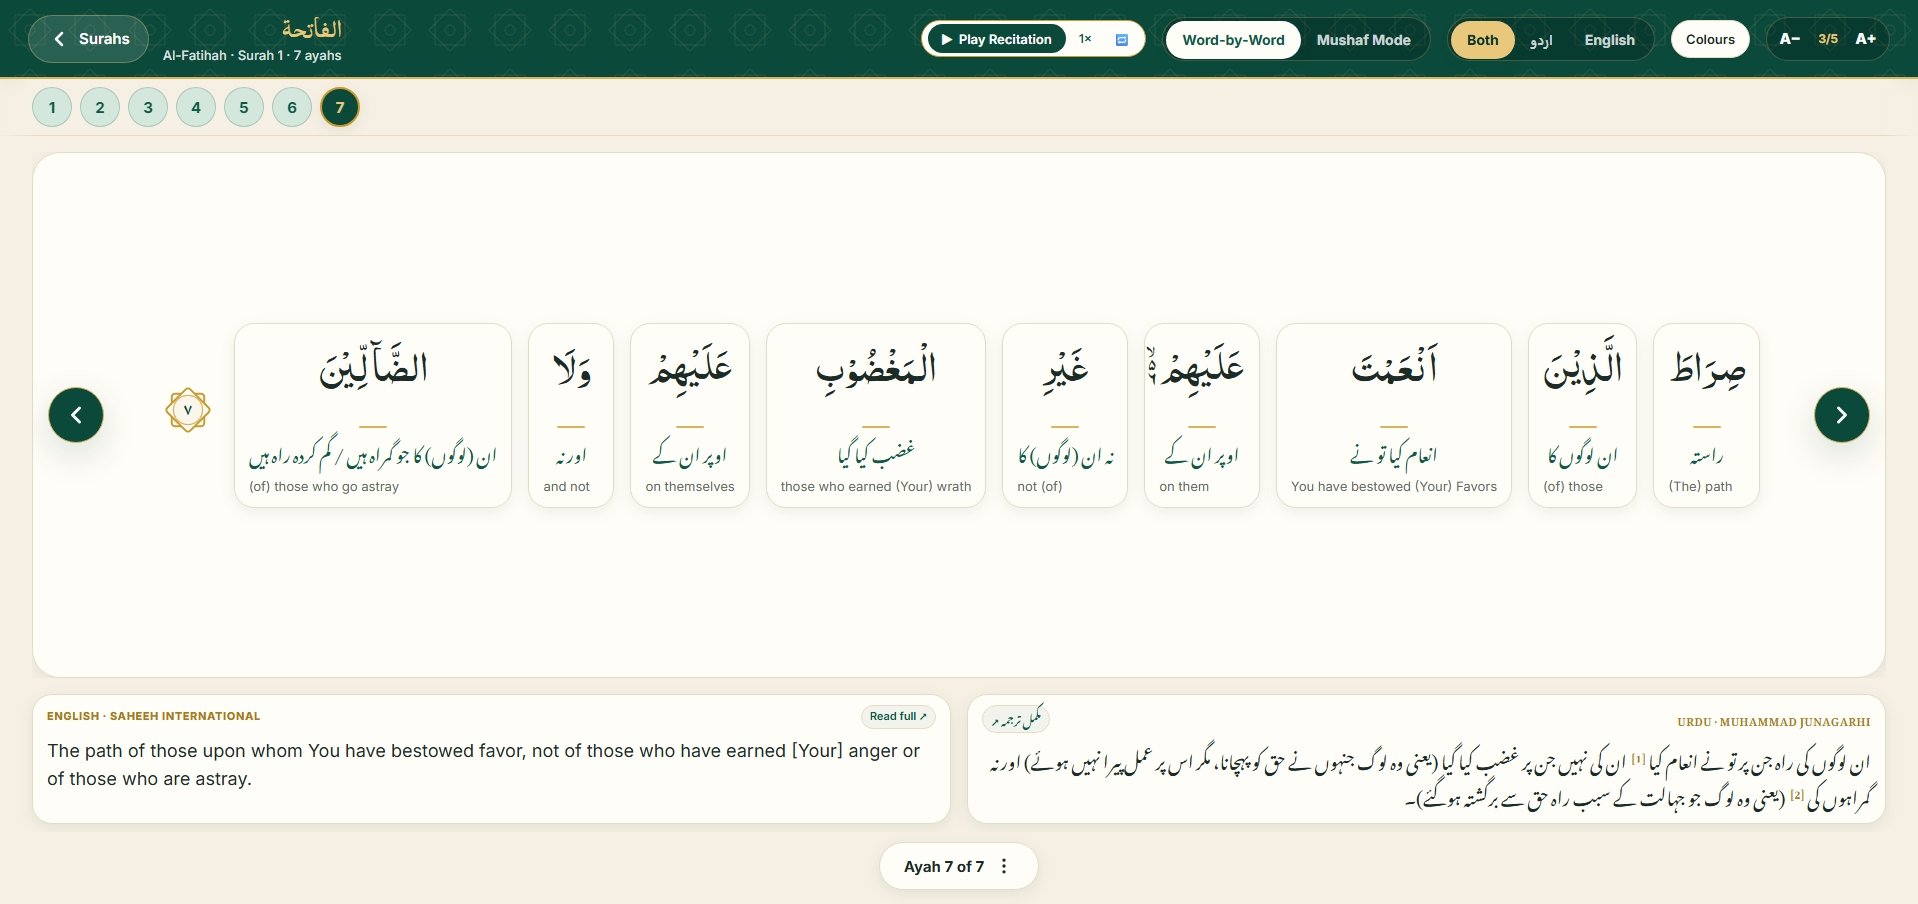 Surahs
الفاتحة
Al-Fatihah · Surah 1 · 7 ayahs
▶ Play Recitation 1×
Word-by-Word Mushaf Mode
Both اردو English
Colours
A− 3/5 A+
1 2 3 4 5 6 7
صِرَاطَ
راستہ
(The) path
الَّذِيْنَ
ان لوگوں کا
(of) those
اَنْعَمْتَ
انعام کیا تو نے
You have bestowed (Your) Favors
عَلَيْهِمْ ۙ۬ۦ
اوپر ان کے
on them
غَيْرِ
نہ ان (لوگوں) کا
not (of)
الْمَغْضُوْبِ
غضب کیا گیا
those who earned (Your) wrath
عَلَيْهِمْ
اوپر ان کے
on themselves
وَلَا
اور نہ
and not
الضَّآلِّيْنَ
ان (لوگوں) کا جو گمراہ ہیں / گم کردہ راہ ہیں
(of) those who go astray
٧
ENGLISH · SAHEEH INTERNATIONAL
Read full ↗
The path of those upon whom You have bestowed favor, not of those who have earned [Your] anger or
of those who are astray.
URDU · MUHAMMAD JUNAGARHI
مکمل ترجمہ ↗
ان لوگوں کی راه جن پر تو نے انعام کیا [1] ان کی نہیں جن پر غضب کیا گیا (یعنی وه لوگ جنہوں نے حق کو پہچانا، مگر اس پر عمل پیرا نہیں ہوئے) اور نہ
گمراہوں کی [2] (یعنی وه لوگ جو جہالت کے سبب راه حق سے برگشتہ ہوگئے)۔
Ayah 7 of 7